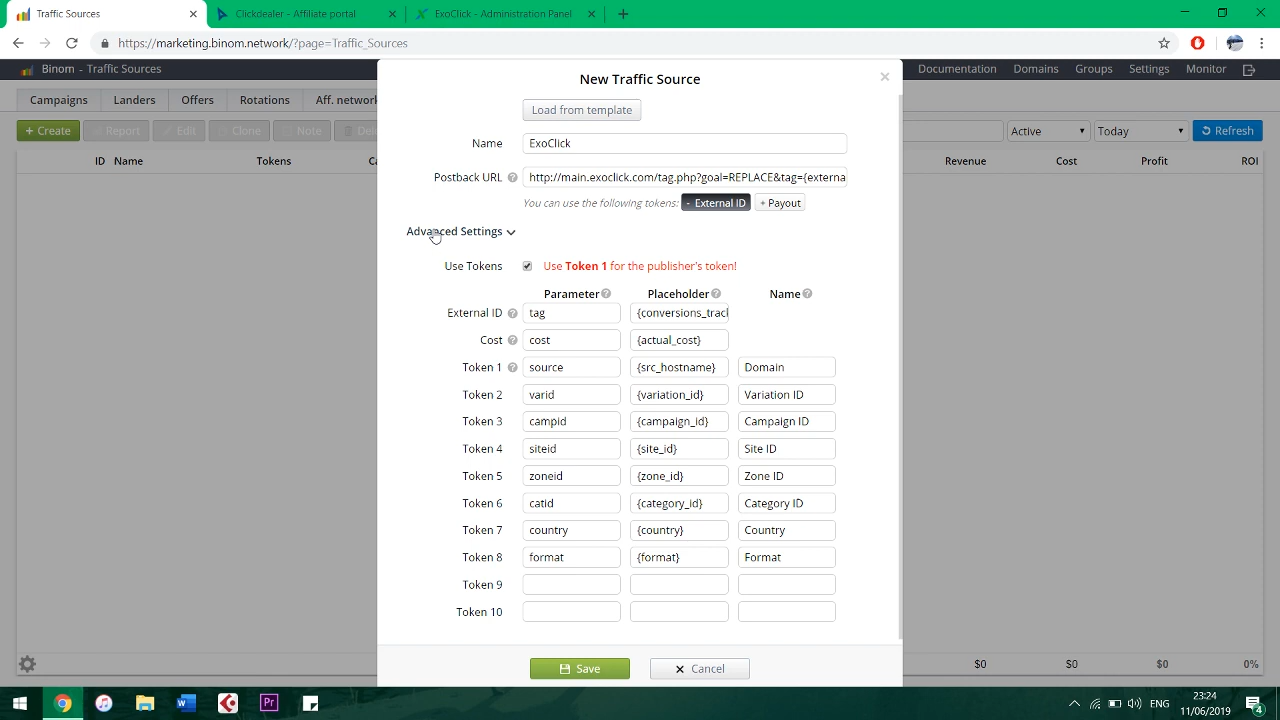 Traffic Sources
Clickdealer - Affiliate portal
ExoClick - Administration Panel
https://marketing.binom.network/?page=Traffic_Sources
Binom - Traffic Sources
Documentation Domains Groups Settings Monitor
New Traffic Source
Campaigns Landers Offers Rotations Aff. network
Load from template
+ Create Report Edit Clone Note Del
Active Today Refresh
Name ExoClick
ID Name Tokens Ca Revenue Cost Profit ROI
Postback URL ? http://main.exoclick.com/tag.php?goal=REPLACE&tag={externa
You can use the following tokens: - External ID + Payout
Advanced Settings
Use Tokens Use Token 1 for the publisher's token!
Parameter ? Placeholder ? Name ?
External ID ? tag {conversions_tracl
Cost ? cost {actual_cost}
Token 1 ? source {src_hostname} Domain
Token 2 varid {variation_id} Variation ID
Token 3 campid {campaign_id} Campaign ID
Token 4 siteid {site_id} Site ID
Token 5 zoneid {zone_id} Zone ID
Token 6 catid {category_id} Category ID
Token 7 country {country} Country
Token 8 format {format} Format
Token 9
Token 10
$0 $0 $0 0%
Save Cancel
ENG
23:24
11/06/2019
4